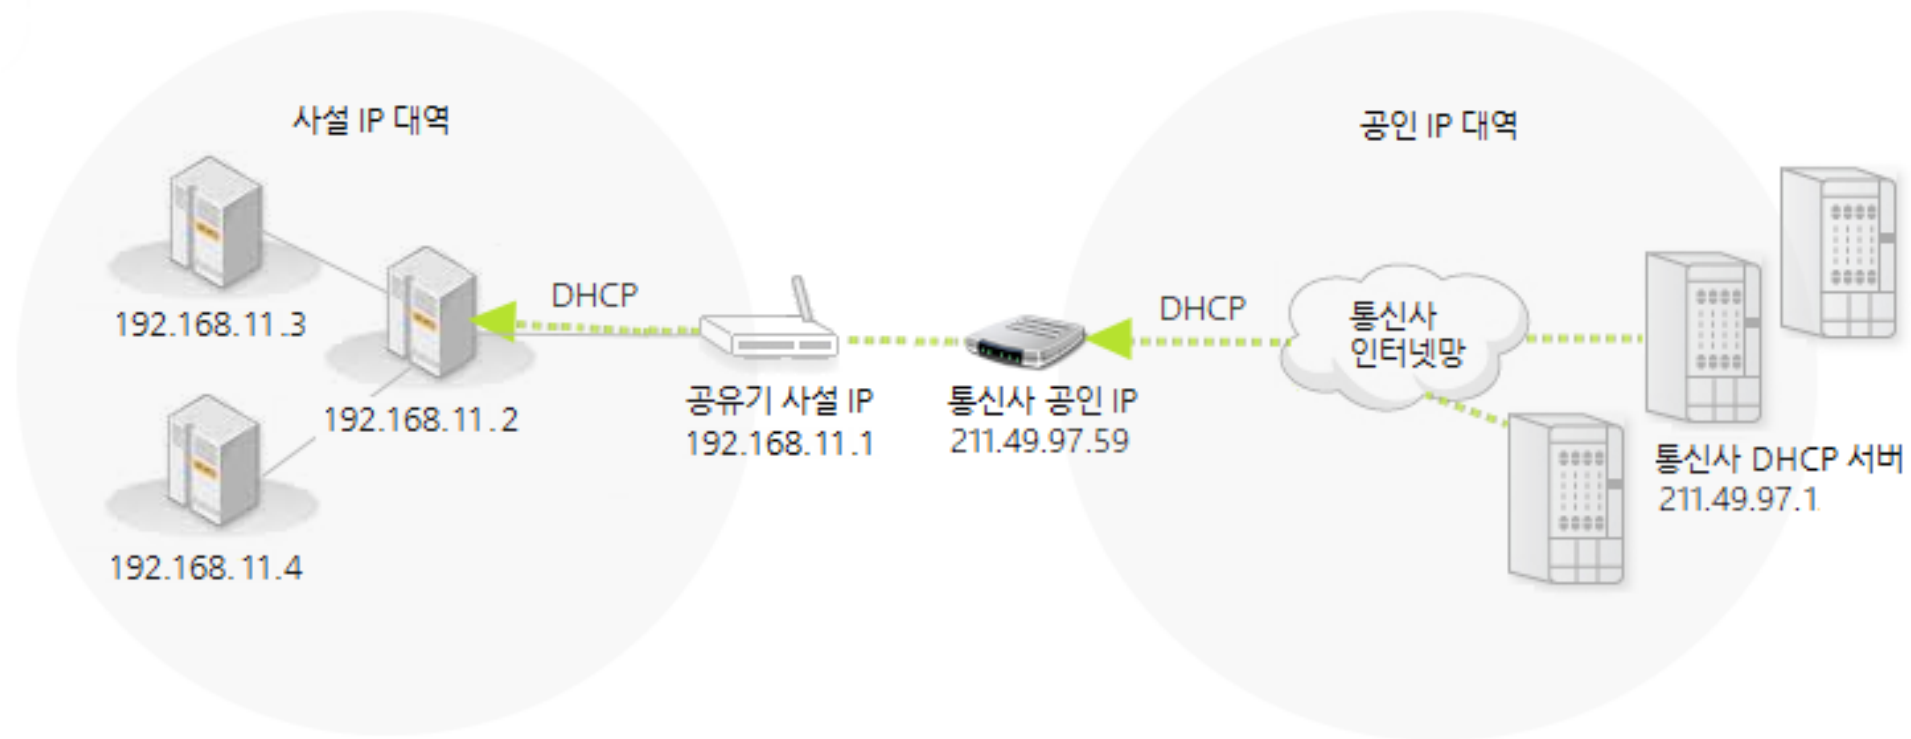 사설 IP 대역
공인 IP 대역
192.168.11.3
DHCP
192.168.11.2
192.168.11.4
공유기 사설 IP
192.168.11.1
통신사 공인 IP
211.49.97.59
DHCP
통신사
인터넷망
통신사 DHCP 서버
211.49.97.1